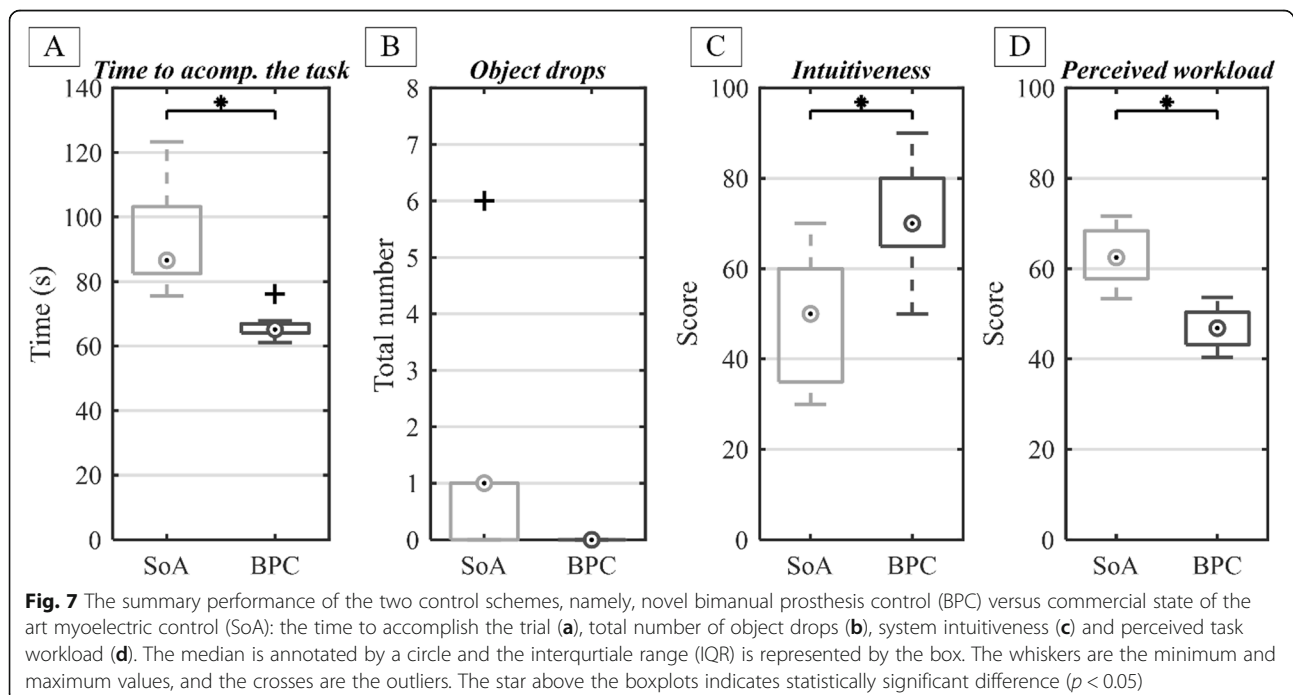 A
Time to acomp. the task
140
120
100
80
60
40
20
0
Time (s)
SoA BPC
*
B
Object drops
8
7
6
5
4
3
2
1
0
Total number
SoA BPC
C
Intuitiveness
100
80
60
40
20
0
Score
SoA BPC
*
D
Perceived workload
100
80
60
40
20
0
Score
SoA BPC
*
Fig. 7 The summary performance of the two control schemes, namely, novel bimanual prosthesis control (BPC) versus commercial state of the
art myoelectric control (SoA): the time to accomplish the trial (a), total number of object drops (b), system intuitiveness (c) and perceived task
workload (d). The median is annotated by a circle and the interqurtiale range (IQR) is represented by the box. The whiskers are the minimum and
maximum values, and the crosses are the outliers. The star above the boxplots indicates statistically significant difference (p < 0.05)